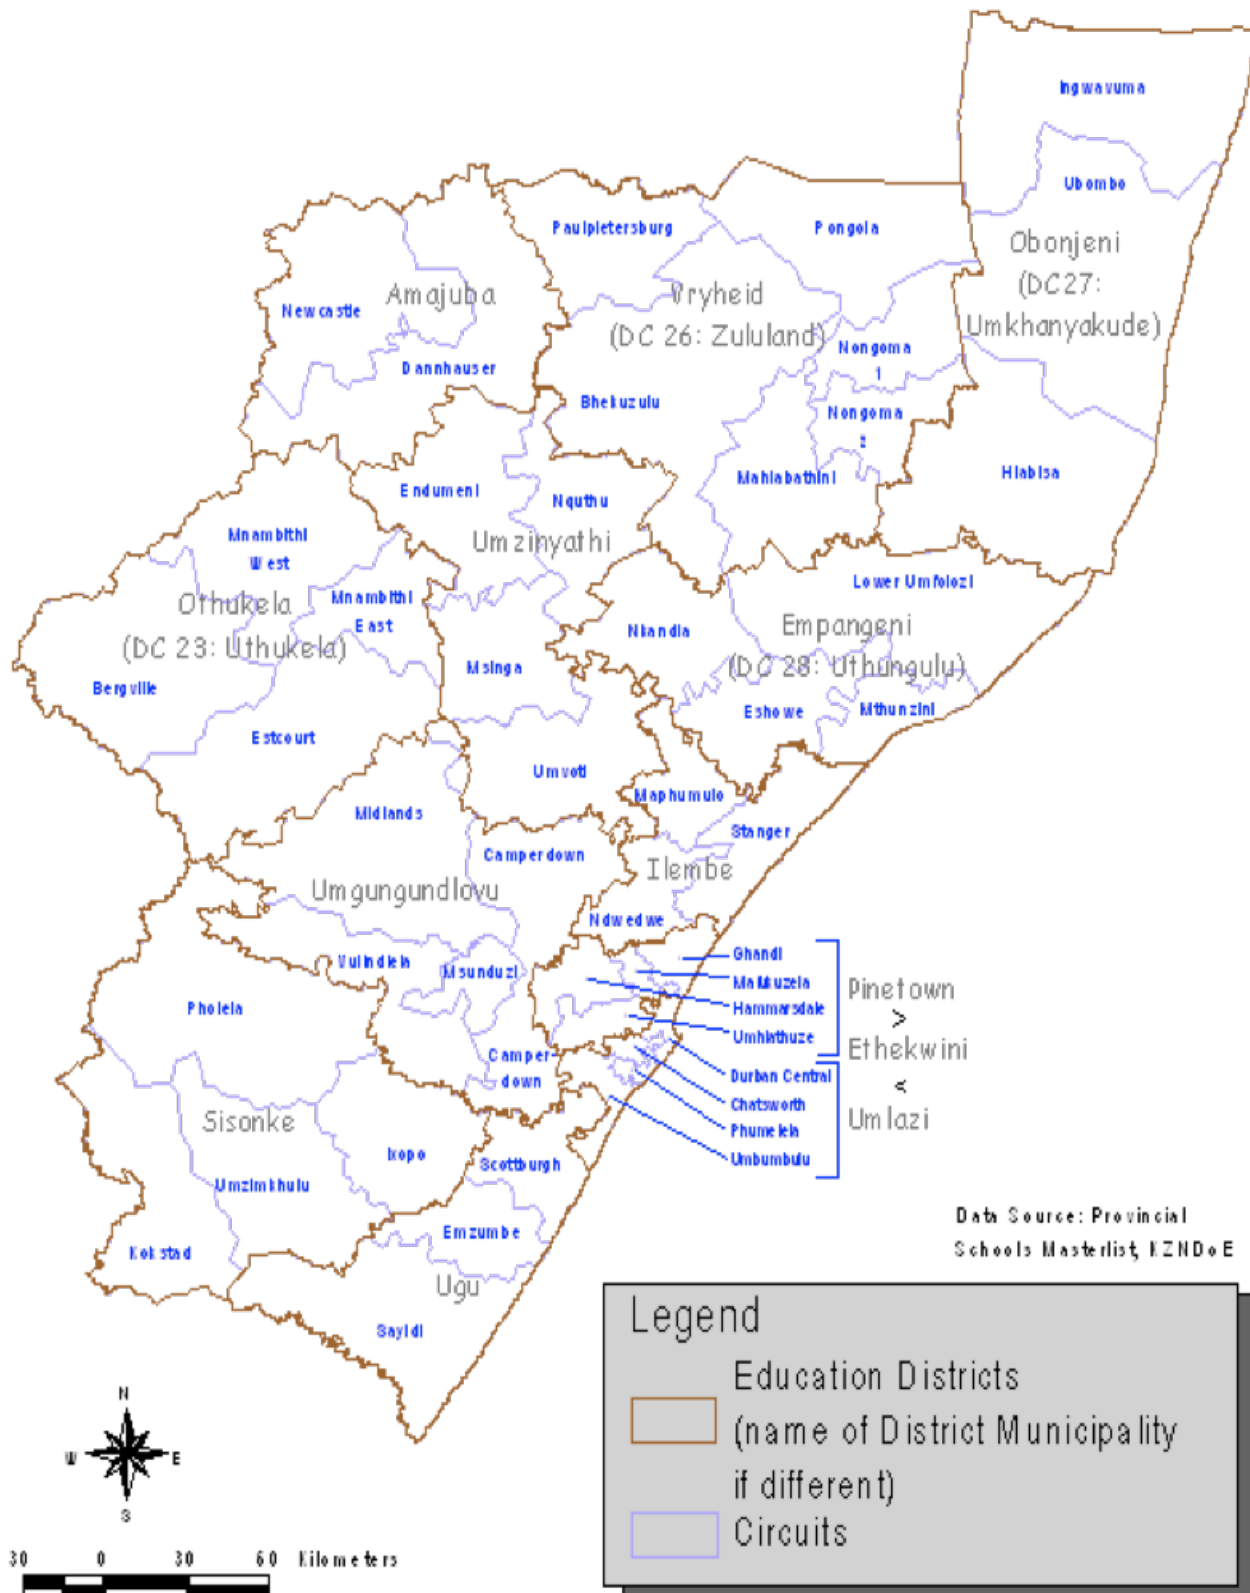 Ingwavuma
Ubombo
Obonjeni
(DC27:
Umkhanyakude)
Paulpietersburg
Pongola
Vryheid
(DC 26: Zululand)
Amajuba
Newcastle
Dannhauser
Nongoma
1
Bhekuzulu
Nongoma
2
Mahlabathini
Hlabisa
Endumeni
Nquthu
Umzinyathi
Mnambithi
West
Othukela
(DC 23: Uthukela)
Mnambithi
East
Lower Umfolozi
Nkandla
Empangeni
(DC 28: Uthungulu)
Msinga
Bergville
Eshowe
Mthunzini
Estcourt
Umvoti
Maphumulo
Midlands
Stanger
Camperdown
Ilembe
Umgungundlovu
Ndwedwe
Vulindlela
Msunduzi
Pholela
Ghandi
Mafukuzela
Hammarsdale
Umhlathuze
Pinetown
>
Ethekwini
<
Umlazi
Camper-
down
Durban Central
Chatsworth
Phumelela
Umbumbulu
Sisonke
Ixopo
Scottburgh
Umzimkhulu
Emzumbe
Kokstad
Ugu
Sayidi
Data Source: Provincial
Schools Masterlist, KZNDoE
Legend
Education Districts
(name of District Municipality
if different)
Circuits
N
W E
S
30 0 30 60 Kilometers